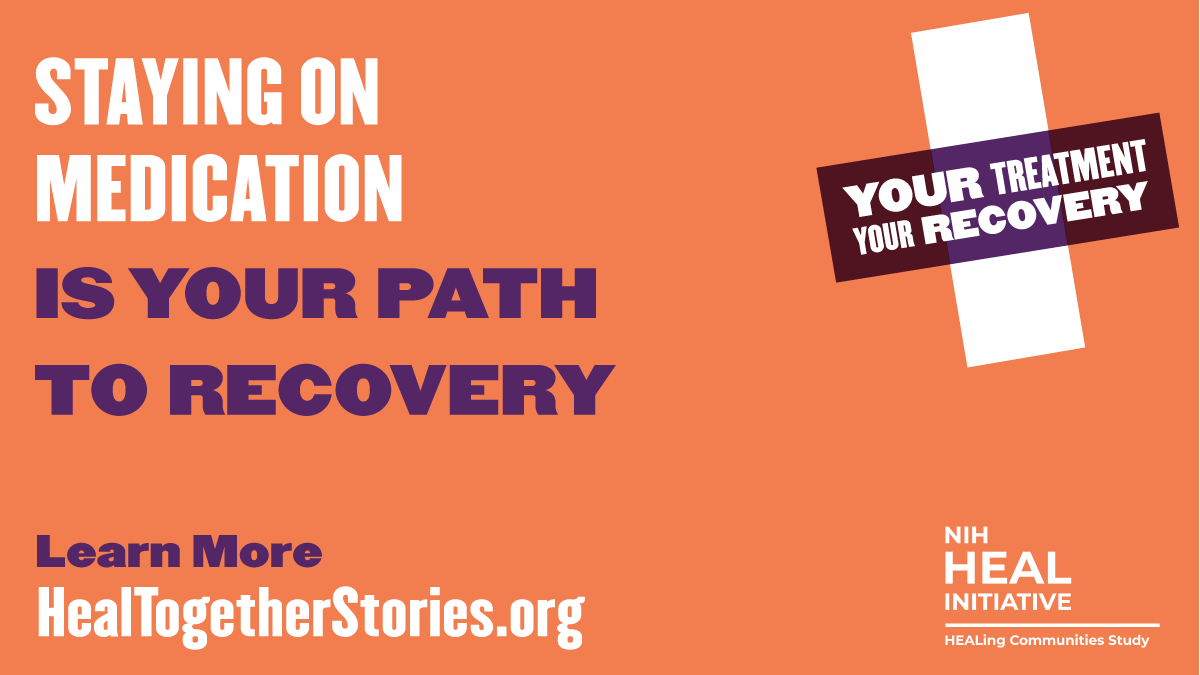 STAYING ON
MEDICATION
IS YOUR PATH
TO RECOVERY
YOUR TREATMENT
YOUR RECOVERY
Learn More
HealTogetherStories.org
NIH
HEAL
INITIATIVE
HEALing Communities Study